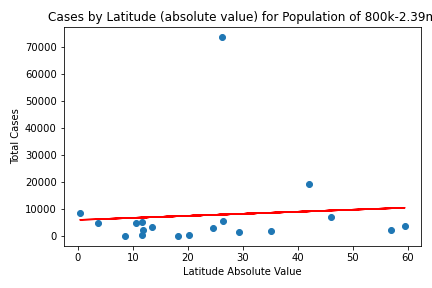 Cases by Latitude (absolute value) for Population of 800k-2.39m
70000
60000
50000
40000
30000
20000
10000
0
Total Cases
0 10 20 30 40 50 60
Latitude Absolute Value